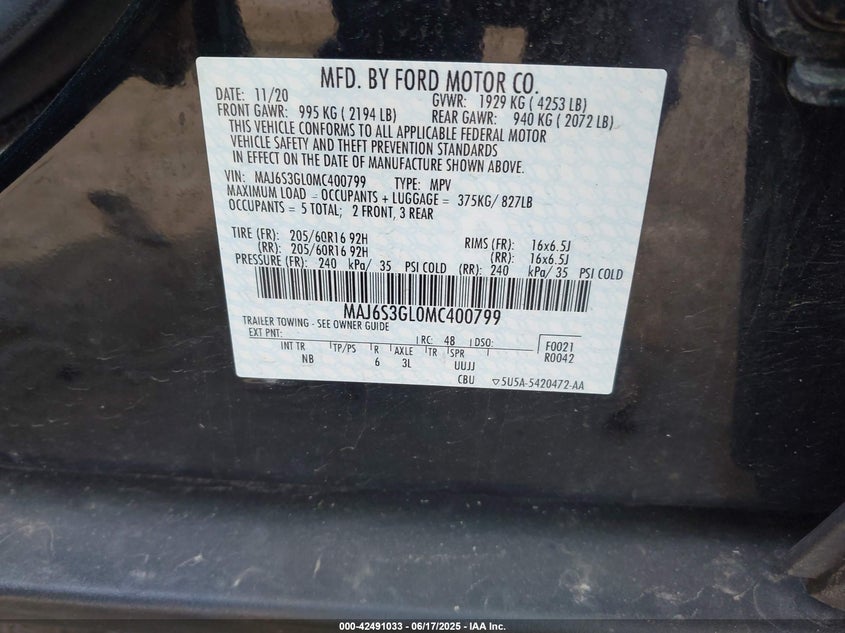 MFD. BY FORD MOTOR CO.
DATE: 11/20 GVWR: 1929 KG ( 4253 LB)
FRONT GAWR: 995 KG ( 2194 LB) REAR GAWR: 940 KG ( 2072 LB)
THIS VEHICLE CONFORMS TO ALL APPLICABLE FEDERAL MOTOR
VEHICLE SAFETY AND THEFT PREVENTION STANDARDS
IN EFFECT ON THE DATE OF MANUFACTURE SHOWN ABOVE.
VIN: MAJ6S3GL0MC400799 TYPE: MPV
MAXIMUM LOAD = OCCUPANTS + LUGGAGE = 375KG/ 827LB
OCCUPANTS = 5 TOTAL; 2 FRONT, 3 REAR
TIRE (FR): 205/60R16 92H RIMS (FR): 16x6.5J
(RR): 205/60R16 92H (RR): 16x6.5J
PRESSURE (FR): 240 kPa/ 35 PSI COLD (RR): 240 kPa/ 35 PSI COLD
MAJ6S3GL0MC400799
TRAILER TOWING - SEE OWNER GUIDE
EXT PNT: RC: 48 DSO: F0021
INT TR TP/PS R AXLE TR SPR R0042
NB 6 3L UUJJ
CBU 5U5A-5420472-AA
000-42491033 - 06/17/2025 - IAA Inc.